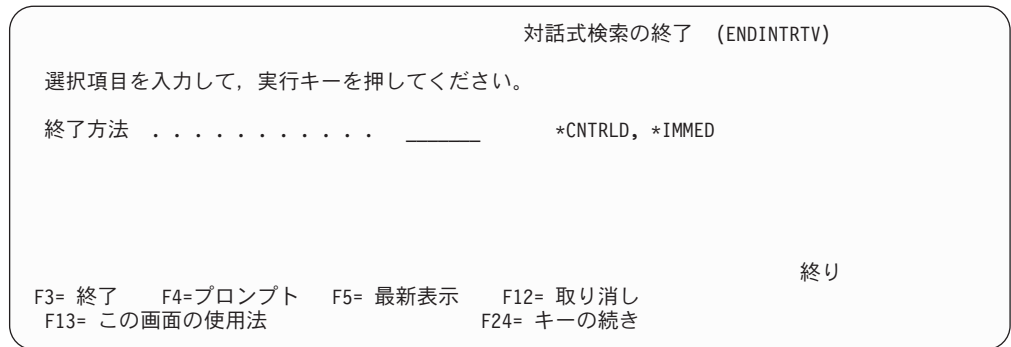 対話式検索の終了 (ENDINTRTV)
選択項目を入力して, 実行キーを押してください。
終了方法 . . . . . . . . . . . _______ *CNTRLD, *IMMED
終り
F3= 終了 F4=プロンプト F5= 最新表示 F12= 取り消し
F13= この画面の使用法 F24= キーの続き